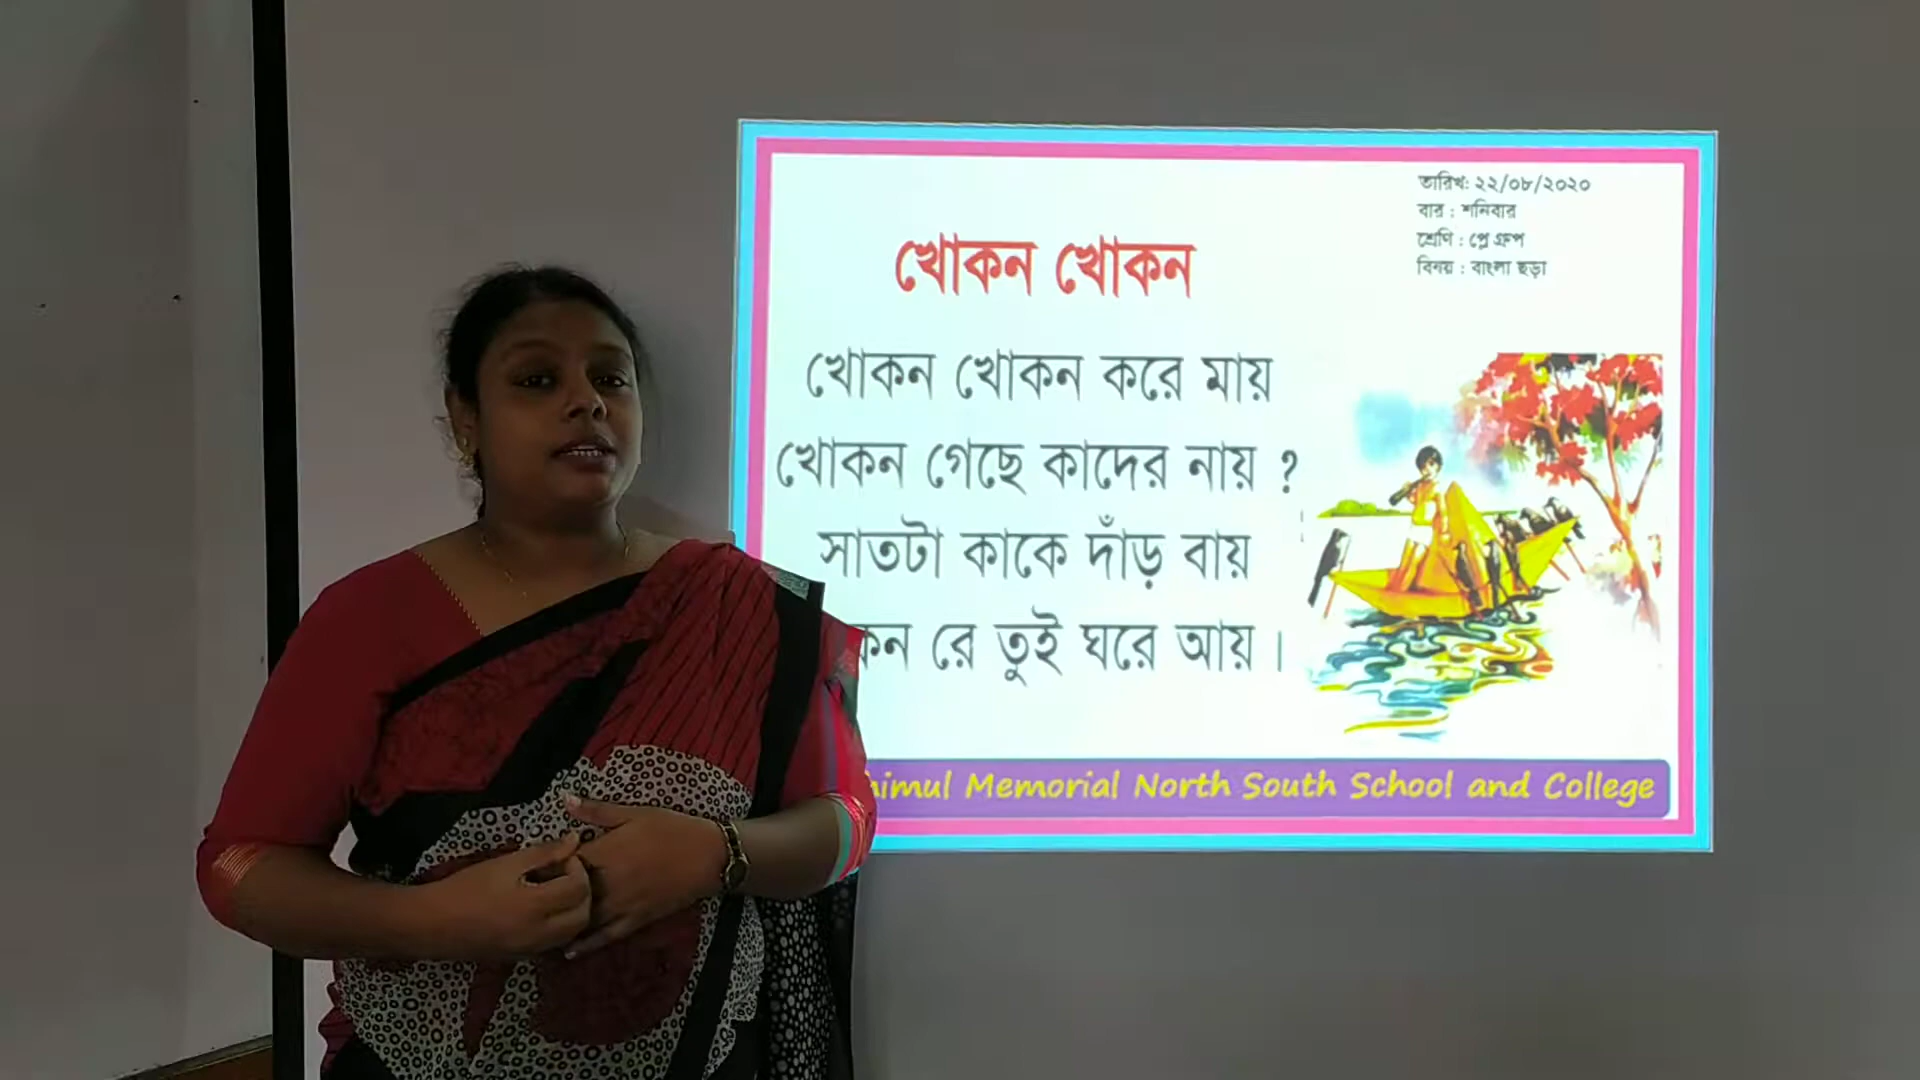 তারিখ: ২২/০৮/২০২০
বার : শনিবার
শ্রেণি : প্লে গ্রুপ
বিষয় : বাংলা ছড়া
খোকন খোকন
খোকন খোকন করে মায়
খোকন গেছে কাদের নায় ?
সাতটা কাকে দাঁড় বায়
রে তুই ঘরে আয় ।
Memorial North South School and College